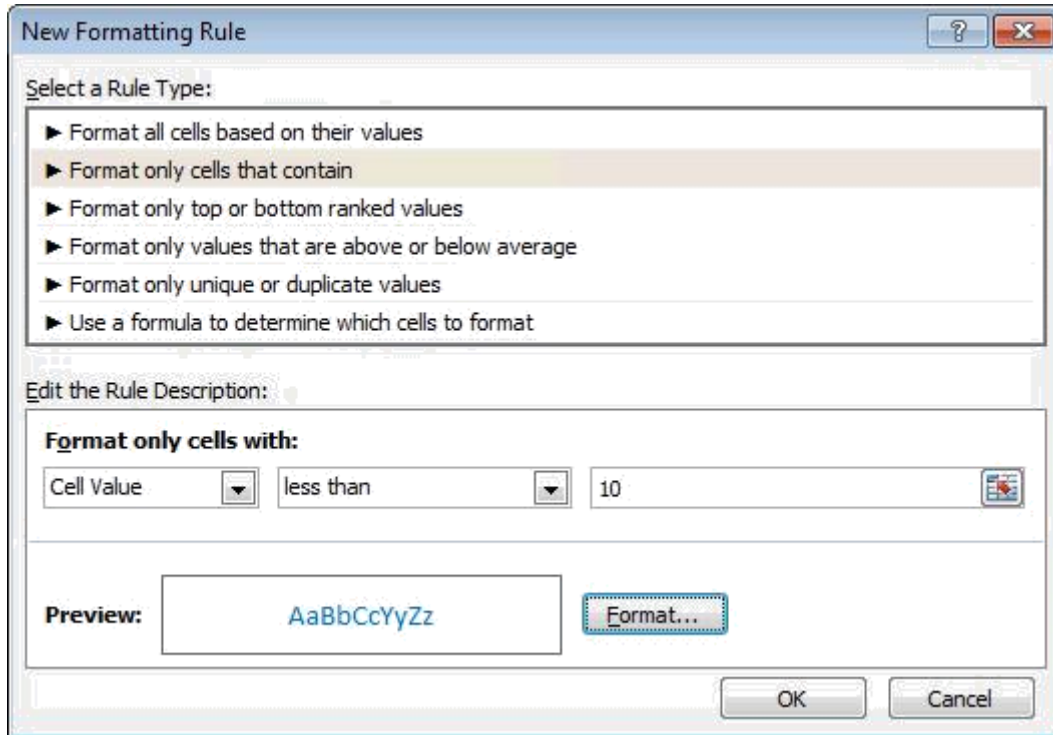 New Formatting Rule
Select a Rule Type:
► Format all cells based on their values
► Format only cells that contain
► Format only top or bottom ranked values
► Format only values that are above or below average
► Format only unique or duplicate values
► Use a formula to determine which cells to format
Edit the Rule Description:
Format only cells with:
Cell Value less than 10
Preview: AaBbCcYyZz Format...
OK Cancel